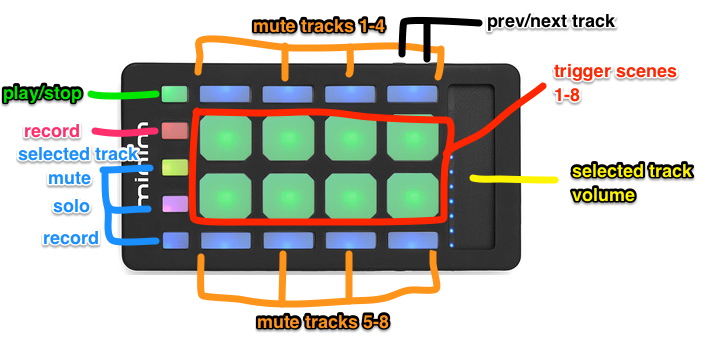 mute tracks 1-4
prev/next track
play/stop
trigger scenes
1-8
record
selected track
mute
solo
record
selected track
volume
mute tracks 5-8